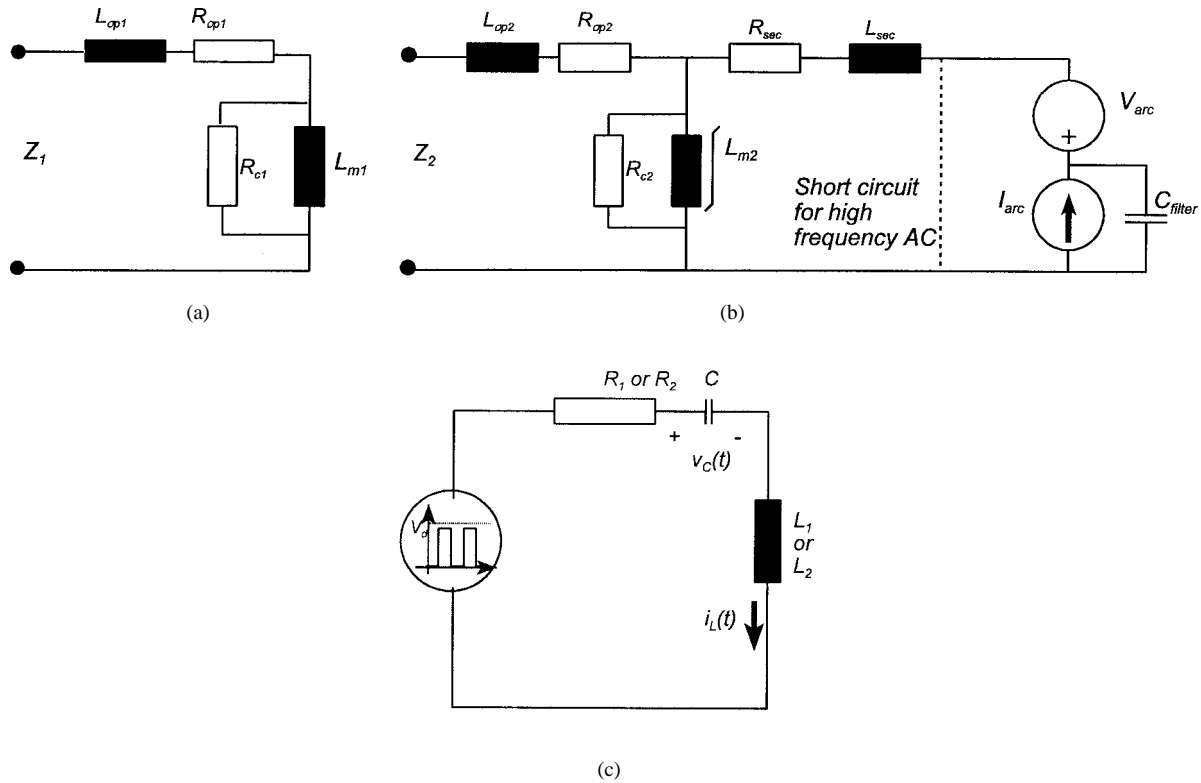 L_op1 R_op1
Z_1
R_c1
L_m1
(a)
L_op2 R_op2 R_sec L_sec
Z_2
R_c2
L_m2
Short circuit
for high
frequency AC
V_arc
+
I_arc
C_filter
(b)
R_1 or R_2 C
+ -
v_C(t)
V_d
L_1
or
L_2
i_L(t)
(c)